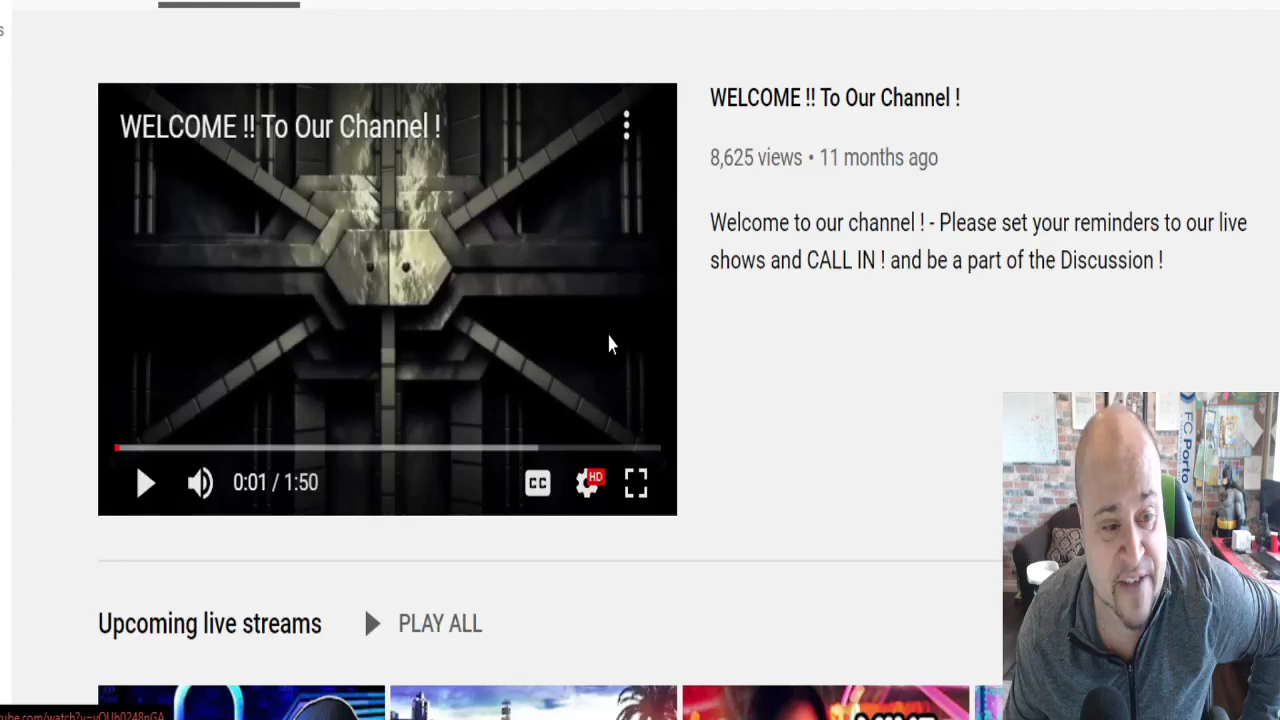 s
WELCOME !! To Our Channel !
WELCOME !! To Our Channel !
8,625 views • 11 months ago
Welcome to our channel ! - Please set your reminders to our live
shows and CALL IN ! and be a part of the Discussion !
0:01 / 1:50
CC
HD
FC Porto
Upcoming live streams
PLAY ALL